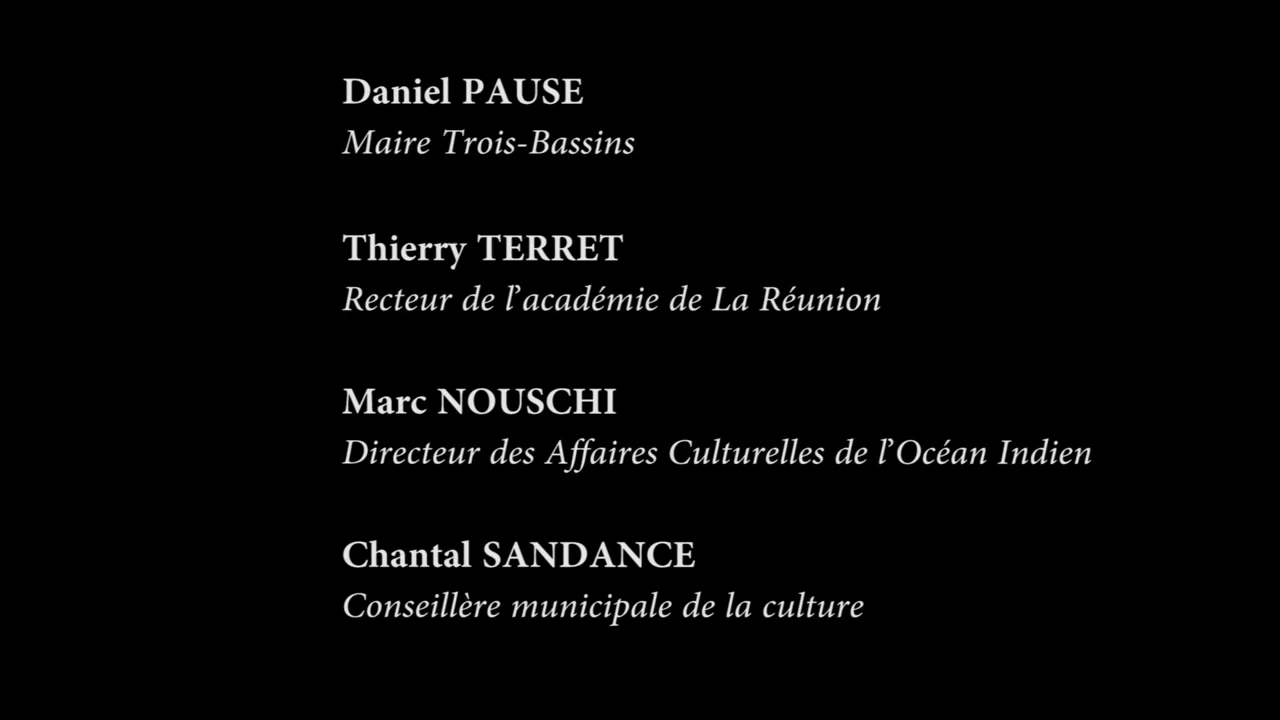 Daniel PAUSE
Maire Trois-Bassins
Thierry TERRET
Recteur de l’académie de La Réunion
Marc NOUSCHI
Directeur des Affaires Culturelles de l’Océan Indien
Chantal SANDANCE
Conseillère municipale de la culture